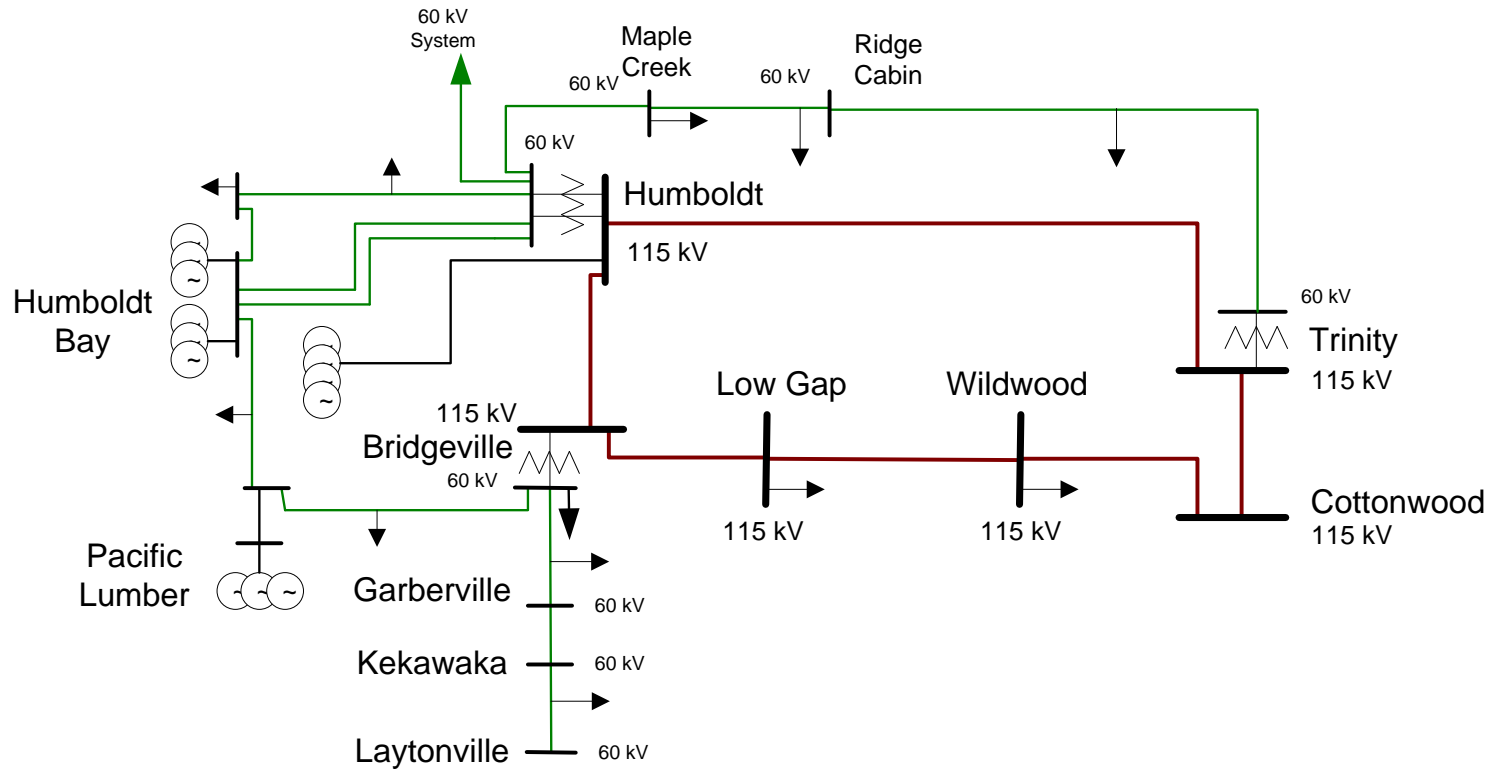 60 kV
System
Maple
Creek
Ridge
Cabin
60 kV
60 kV
60 kV
Humboldt
115 kV
Humboldt
Bay
~
~
~
60 kV
Trinity
115 kV
Low Gap
Wildwood
115 kV
Bridgeville
60 kV
115 kV
115 kV
Cottonwood
115 kV
Pacific
Lumber
~ ~ ~
Garberville
60 kV
Kekawaka
60 kV
Laytonville
60 kV